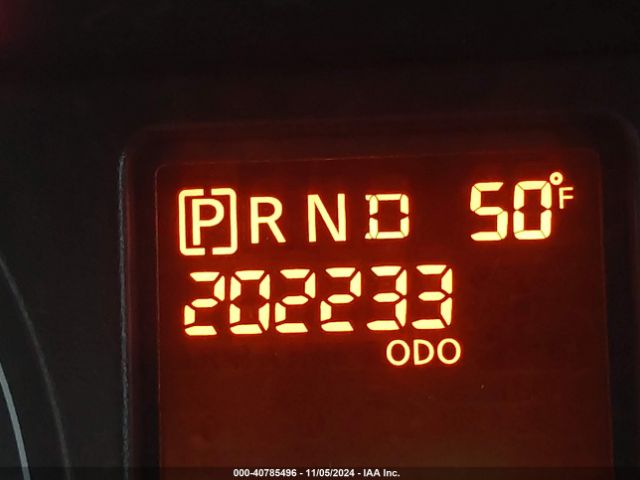 [P] R N D 50°F
202233
ODO
000-40785496 - 11/05/2024 - IAA Inc.